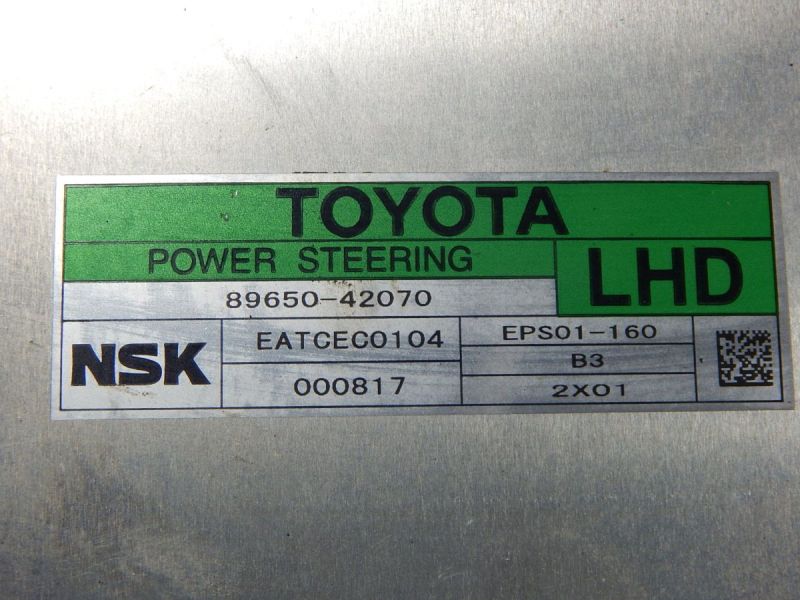 TOYOTA
POWER STEERING
LHD
89650-42070
NSK
EATCEC0104
000817
EPS01-160
B3
2X01